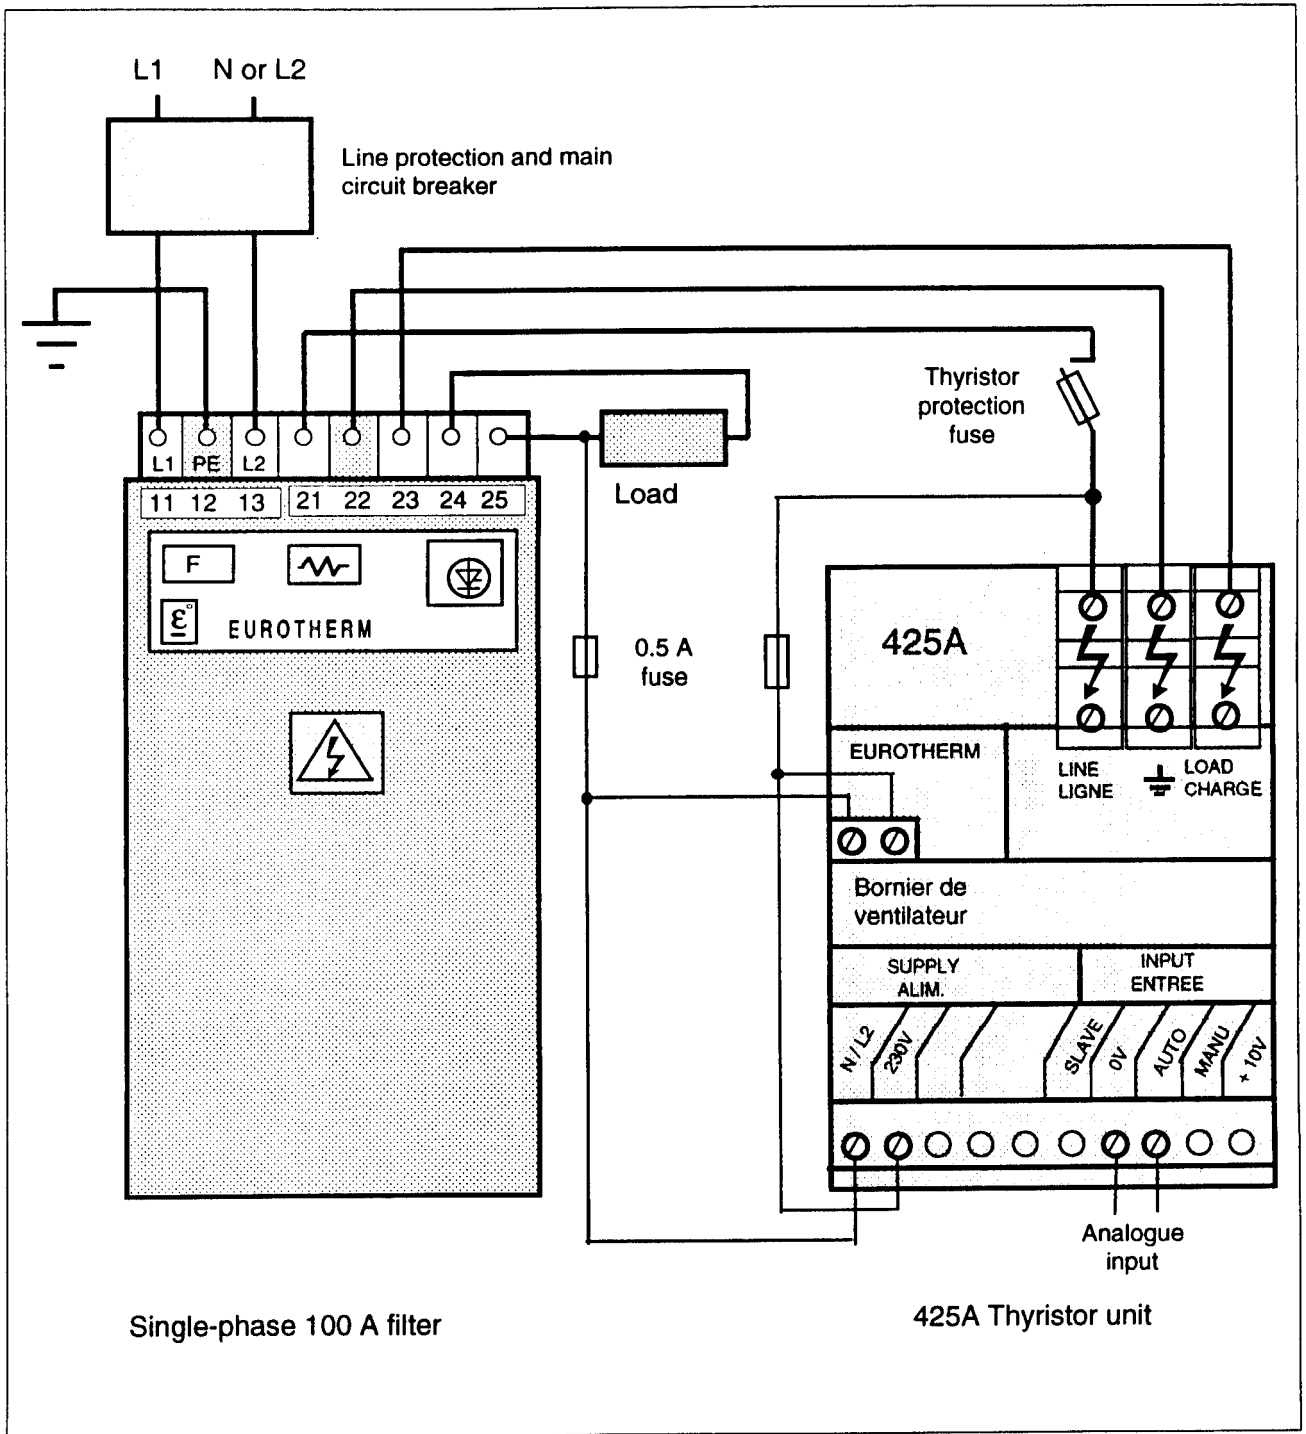 L1 N or L2
Line protection and main
circuit breaker
Thyristor
protection
fuse
L1 PE L2
11 12 13 21 22 23 24 25
Load
F
ε°
EUROTHERM
0.5 A
fuse
425A
EUROTHERM
LINE
LIGNE
LOAD
CHARGE
Bornier de
ventilateur
SUPPLY
ALIM.
INPUT
ENTREE
N / L2
230V
SLAVE
0V
AUTO
MANU
+ 10V
Analogue
input
Single-phase 100 A filter
425A Thyristor unit